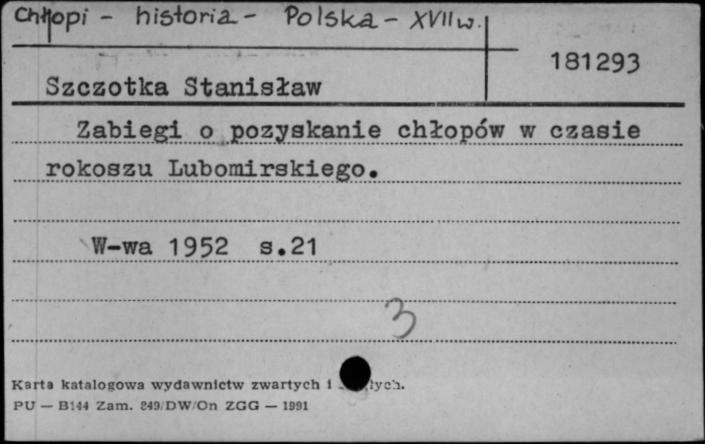 Chłopi - historia - Polska - XVII w.
181293
Szczotka Stanisław
Zabiegi o pozyskanie chłopów w czasie
rokoszu Lubomirskiego.
W-wa 1952 s.21
3
Karta katalogowa wydawnictw zwartych i
PU — B144 Zam. 849/DW/On ZGG — 1991